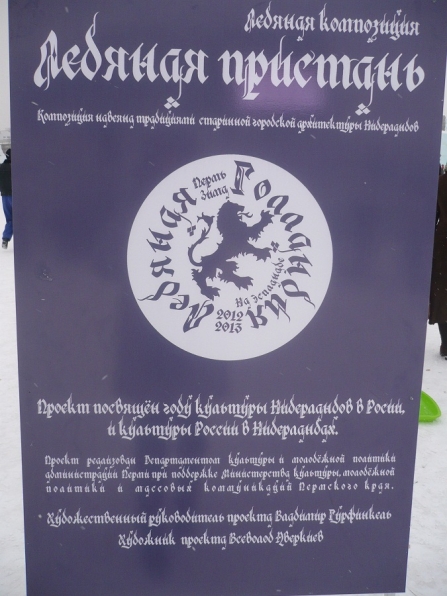 Ледяная композиция
Ледяная пристань
Композиция навеяна традициями старинной городской архитектуры Нидерландов
Ледяная Голландия
Пермь
Зима
На Эспланаде
2012
2013
Проект посвящён году культуры Нидерландов в Росии,
и культуры России в Нидерландах.
Проект реализован Департаментом культуры и молодёжной политики
администрации Перми при поддержке Министерства культуры, молодёжной
политики и массовых коммуникаций Пермского края.
Художественный руководитель проекта Владимир Гурфинкель
Художник проекта Всеволод Аверкиев